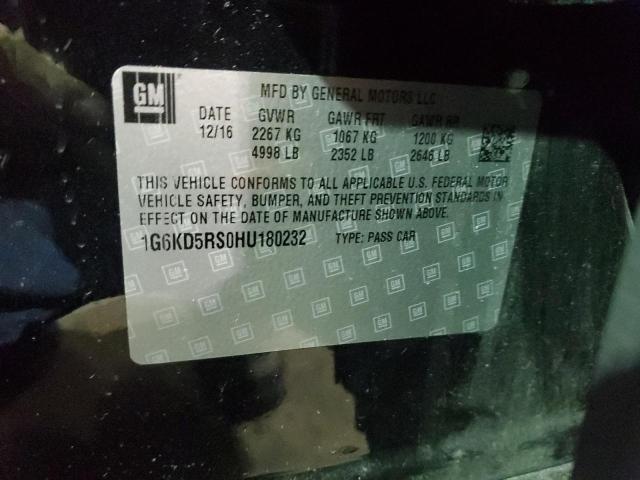 GM
MFD BY GENERAL MOTORS LLC
DATE GVWR GAWR FRT GAWR RR
12/16 2267 KG 1067 KG 1200 KG
4998 LB 2352 LB 2646 LB
THIS VEHICLE CONFORMS TO ALL APPLICABLE U.S. FEDERAL MOTOR
VEHICLE SAFETY, BUMPER, AND THEFT PREVENTION STANDARDS IN
EFFECT ON THE DATE OF MANUFACTURE SHOWN ABOVE.
1G6KD5RS0HU180232 TYPE: PASS CAR